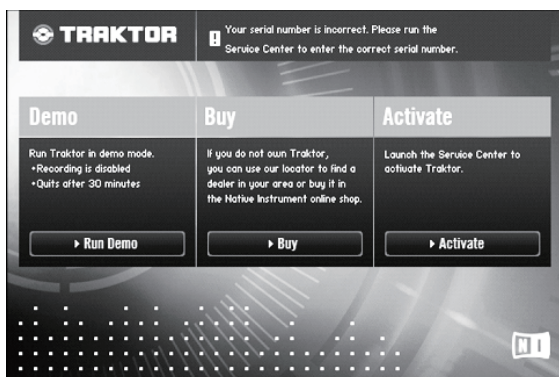 TRAKTOR
! Your serial number is incorrect. Please run the
Service Center to enter the correct serial number.
Demo
Run Traktor in demo mode.
•Recording is disabled
•Quits after 30 minutes
Run Demo
Buy
If you do not own Traktor,
you can use our locator to find a
dealer in your area or buy it in
the Native Instrument online shop.
Buy
Activate
Launch the Service Center to
activate Traktor.
Activate
NI